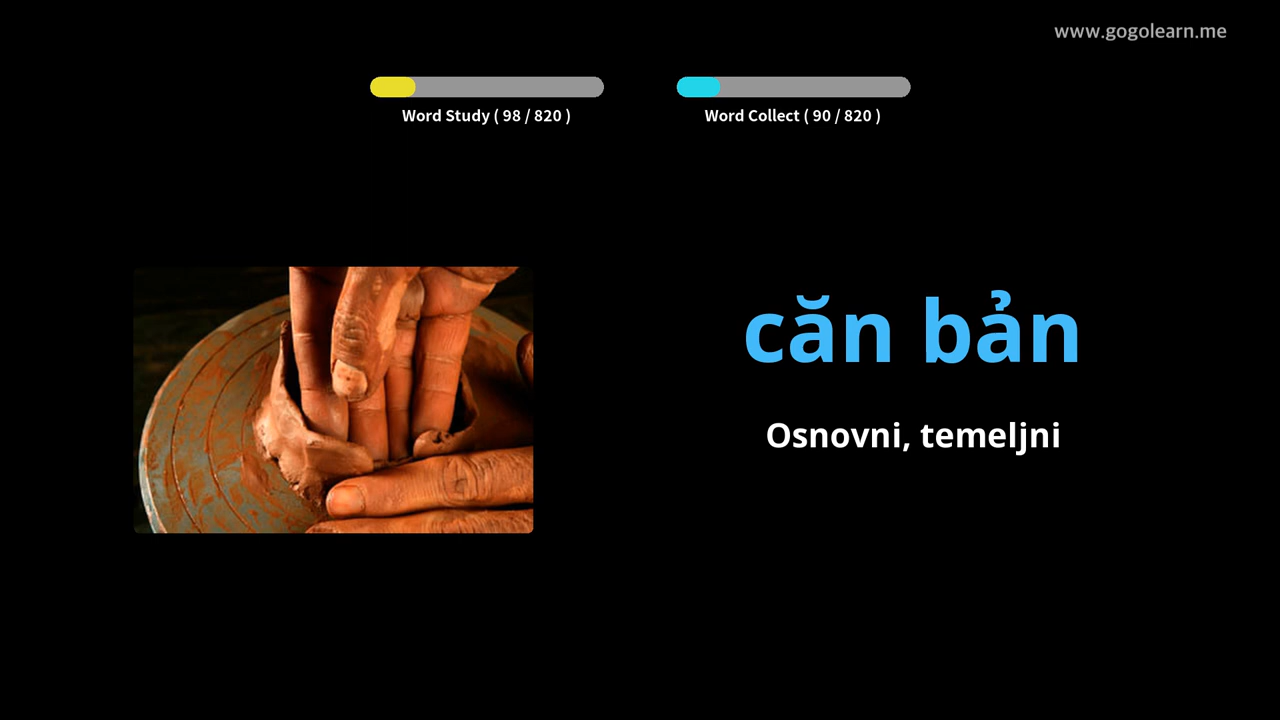 www.gogolearn.me
Word Study ( 98 / 820 )
Word Collect ( 90 / 820 )
căn bản
Osnovni, temeljni